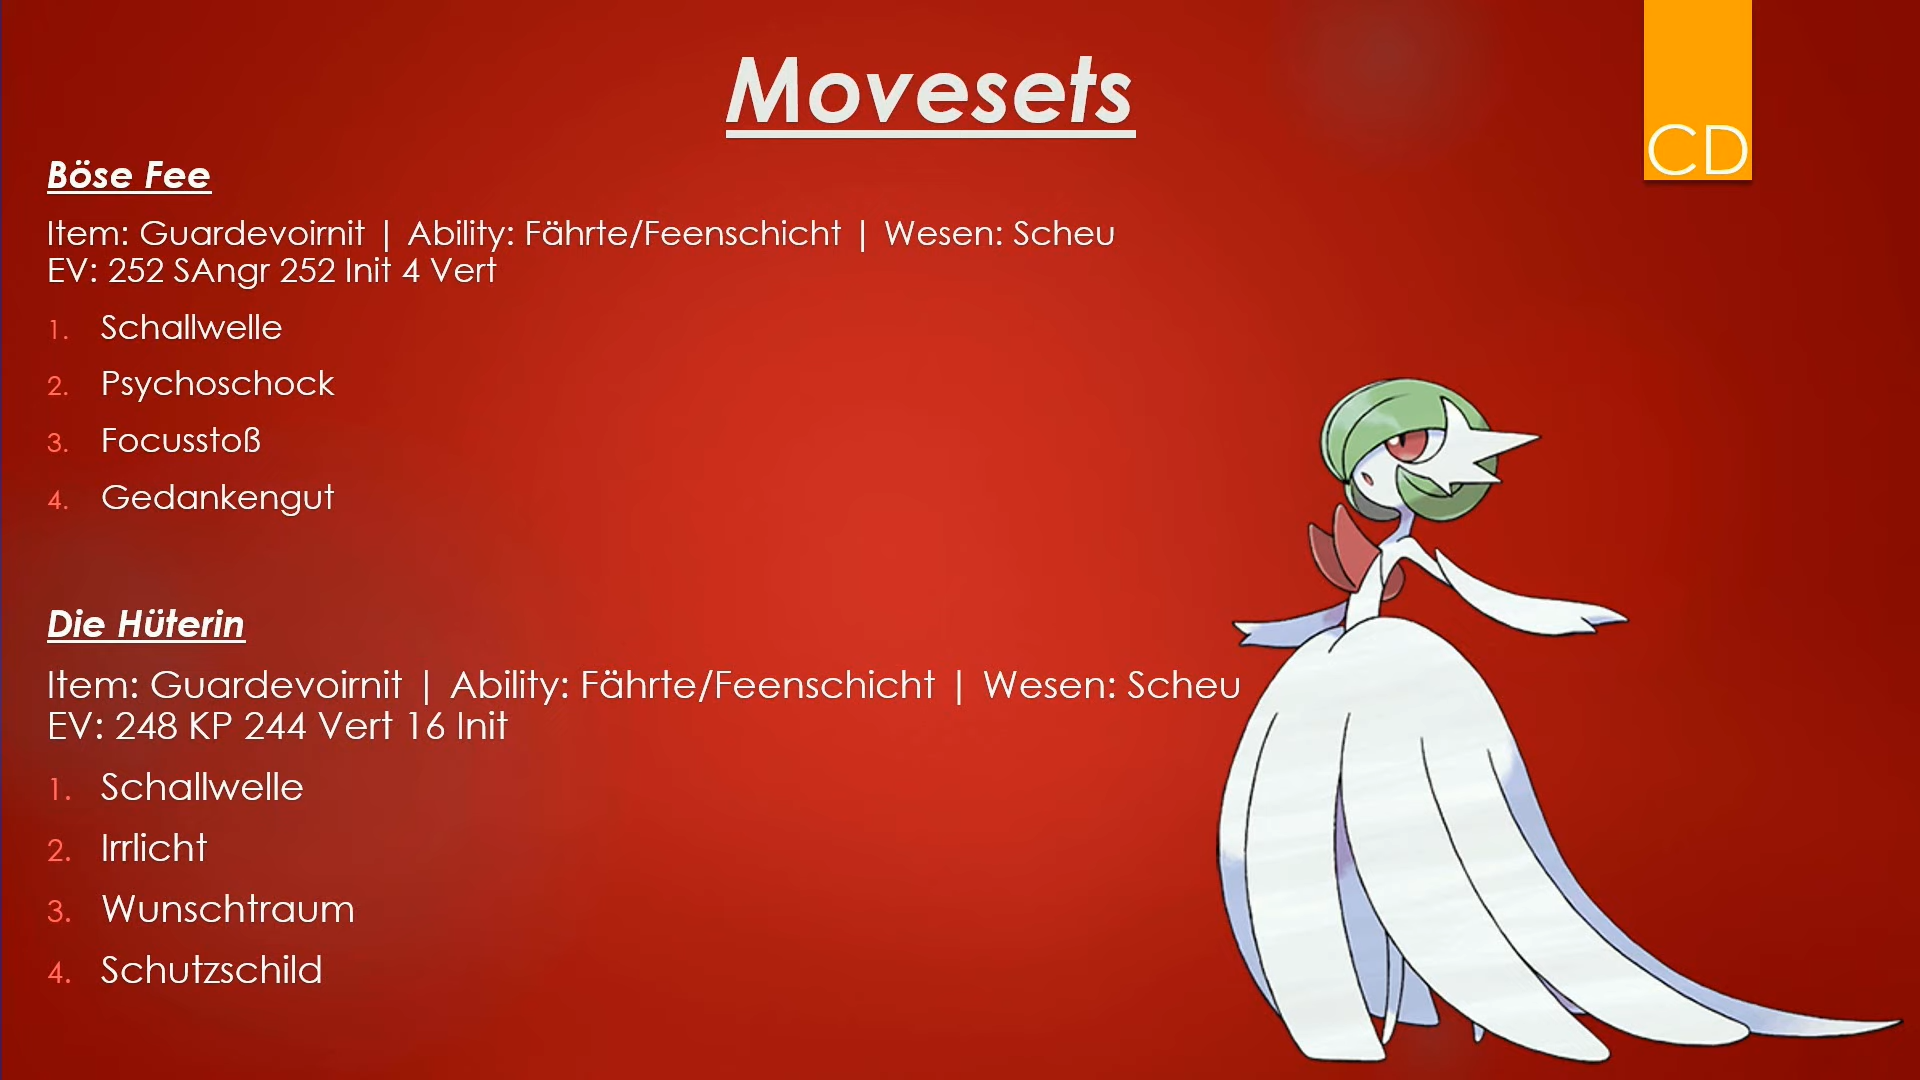 Movesets
CD
Böse Fee
Item: Guardevoirnit | Ability: Fährte/Feenschicht | Wesen: Scheu
EV: 252 SAngr 252 Init 4 Vert
1. Schallwelle
2. Psychoschock
3. Focusstoß
4. Gedankengut
Die Hüterin
Item: Guardevoirnit | Ability: Fährte/Feenschicht | Wesen: Scheu
EV: 248 KP 244 Vert 16 Init
1. Schallwelle
2. Irrlicht
3. Wunschtraum
4. Schutzschild